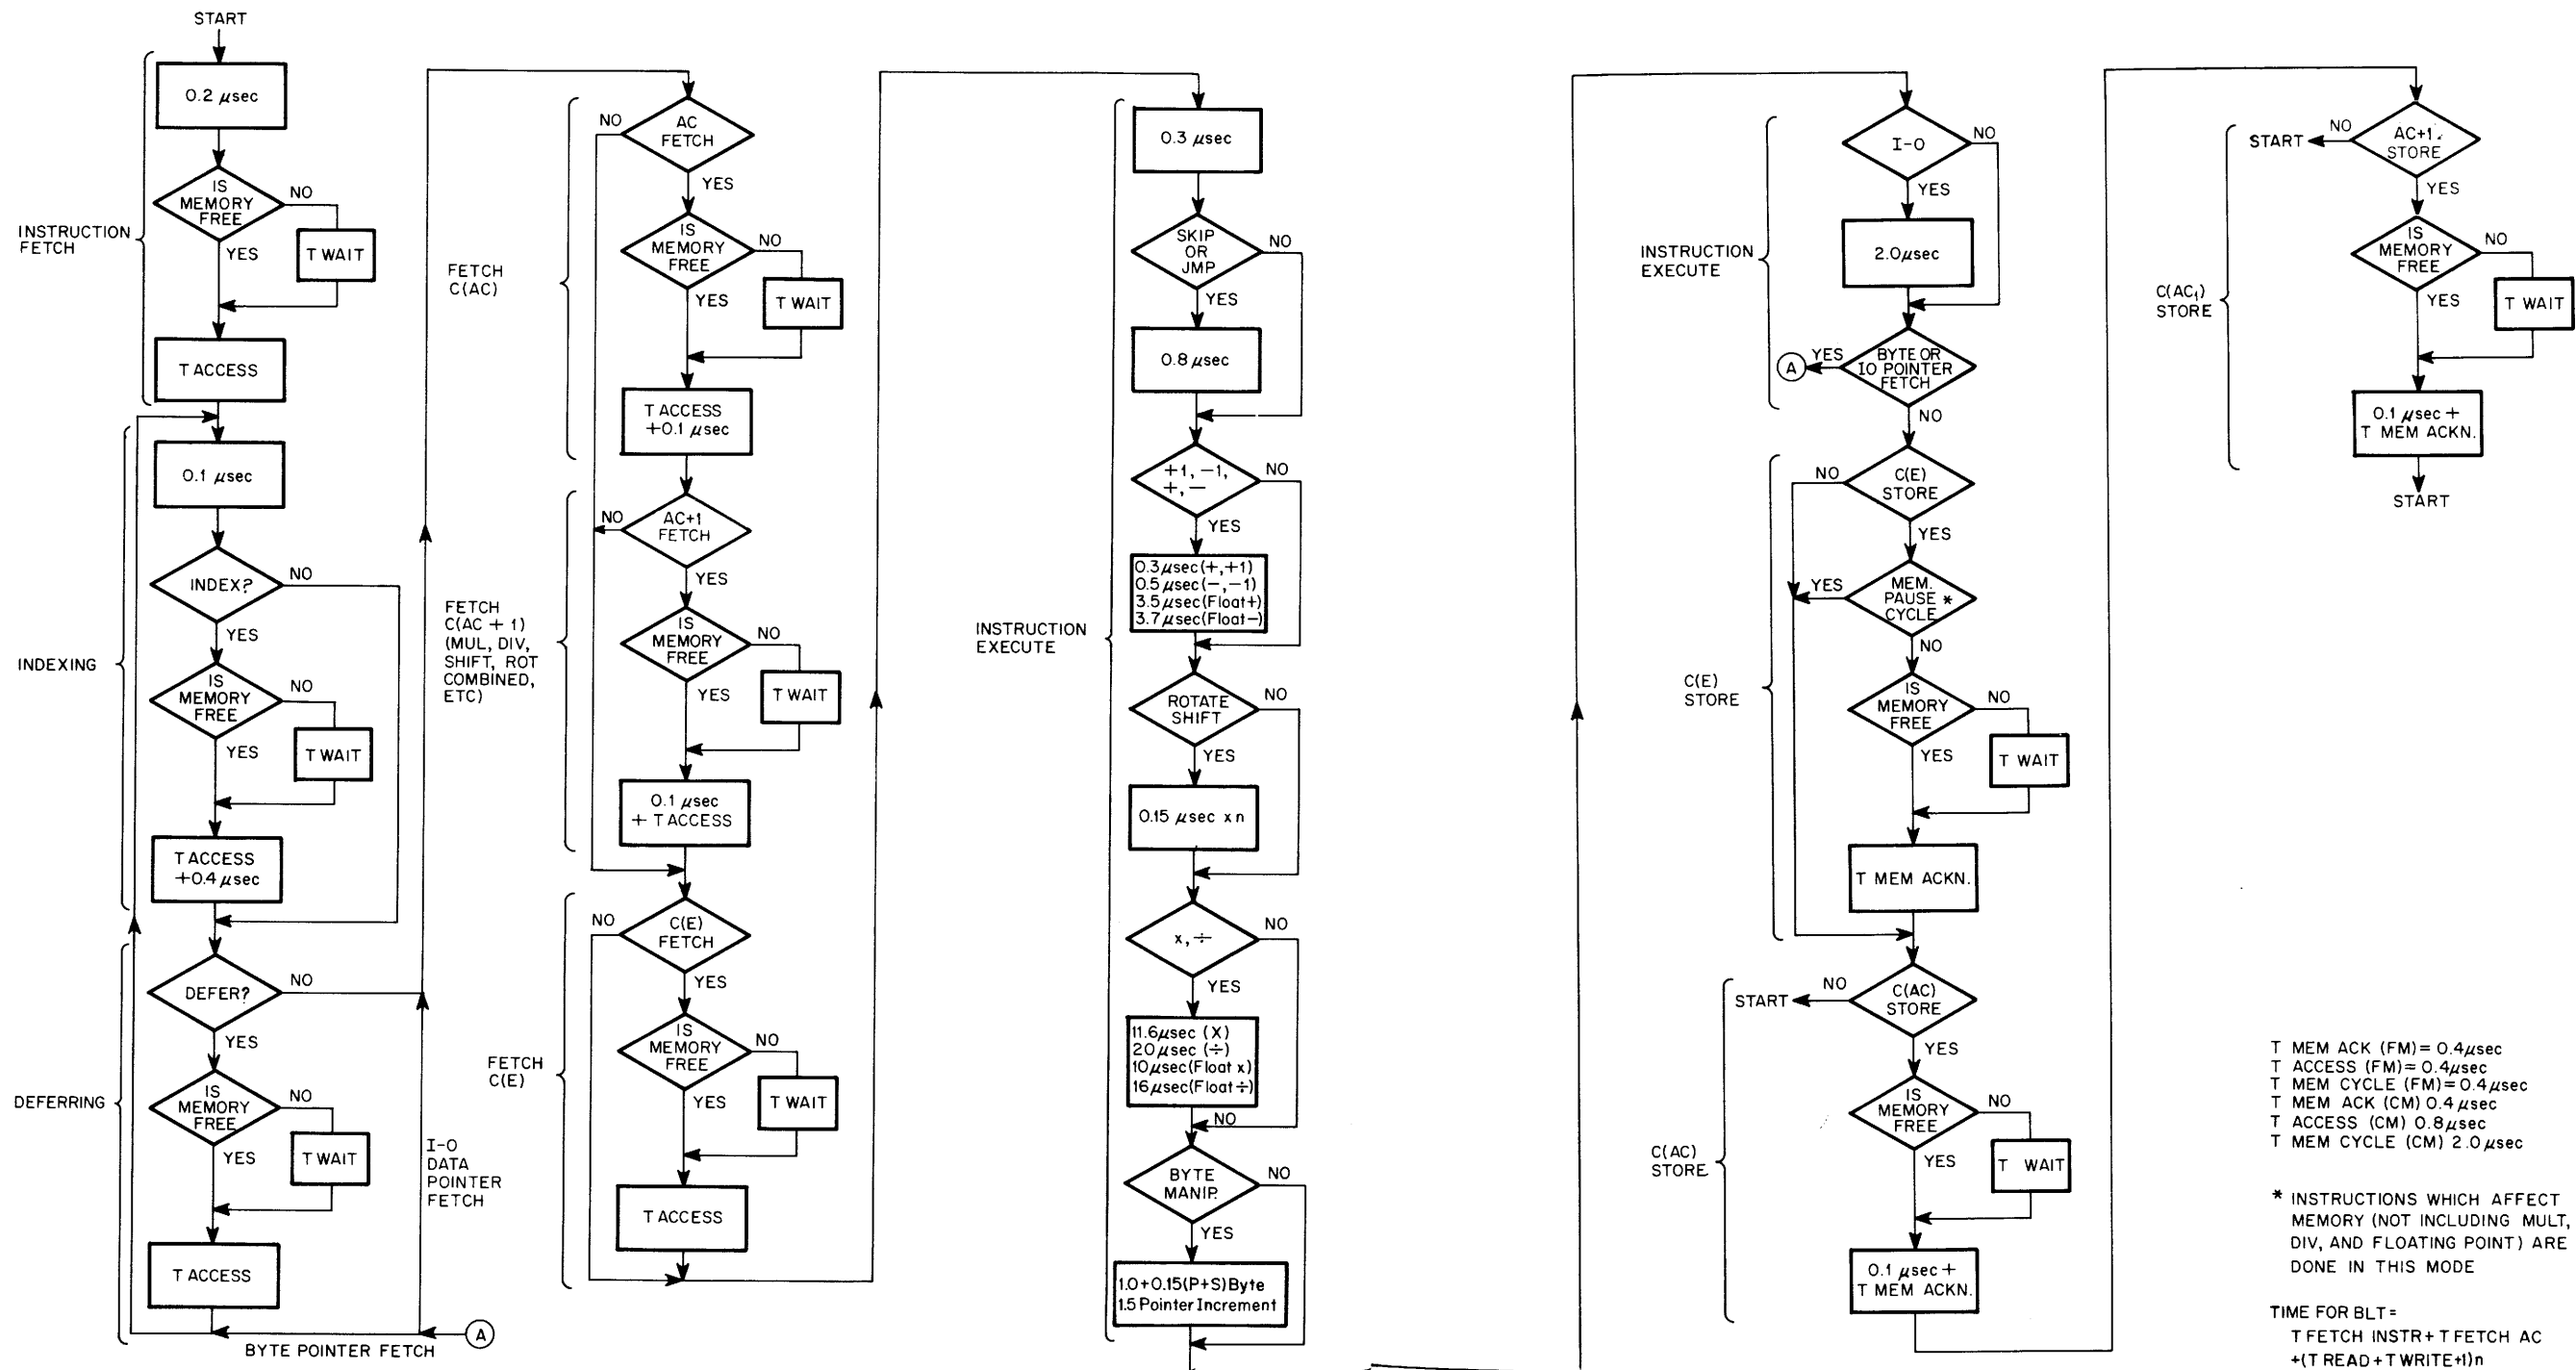 START
0.2 µsec
IS
MEMORY
FREE
NO
YES
T WAIT
INSTRUCTION
FETCH
T ACCESS
0.1 µsec
INDEX?
NO
YES
INDEXING
IS
MEMORY
FREE
NO
YES
T WAIT
T ACCESS
+0.4 µsec
DEFER?
NO
YES
DEFERRING
IS
MEMORY
FREE
NO
YES
T WAIT
T ACCESS
BYTE POINTER FETCH
A
I-O
DATA
POINTER
FETCH
AC
FETCH
NO
YES
FETCH
C(AC)
IS
MEMORY
FREE
NO
YES
T WAIT
T ACCESS
+0.1 µsec
AC+1
FETCH
NO
YES
FETCH
C(AC + 1)
(MUL, DIV,
SHIFT, ROT
COMBINED,
ETC)
IS
MEMORY
FREE
NO
YES
T WAIT
0.1 µsec
+ T ACCESS
C(E)
FETCH
NO
YES
FETCH
C(E)
IS
MEMORY
FREE
NO
YES
T WAIT
T ACCESS
0.3 µsec
SKIP
OR
JMP
NO
YES
0.8 µsec
+1, -1,
+, -
NO
YES
0.3 µsec(+,+1)
0.5 µsec(-,-1)
3.5 µsec(Float+)
3.7 µsec(Float-)
INSTRUCTION
EXECUTE
ROTATE
SHIFT
NO
YES
0.15 µsec x n
x, ÷
NO
YES
11.6 µsec (X)
20 µsec (÷)
10 µsec(Float x)
16 µsec(Float ÷)
NO
BYTE
MANIP.
NO
YES
1.0+0.15(P+S)Byte
1.5 Pointer Increment
I-O
NO
YES
INSTRUCTION
EXECUTE
2.0 µsec
BYTE OR
IO POINTER
FETCH
YES
A
NO
C(E)
STORE
NO
YES
MEM.
PAUSE *
CYCLE
YES
NO
C(E)
STORE
IS
MEMORY
FREE
NO
YES
T WAIT
T MEM ACKN.
C(AC)
STORE
NO
START
YES
C(AC)
STORE
IS
MEMORY
FREE
NO
YES
T WAIT
0.1 µsec +
T MEM ACKN.
AC+1
STORE
NO
START
YES
C(AC₁)
STORE
IS
MEMORY
FREE
NO
YES
T WAIT
0.1 µsec +
T MEM ACKN.
START
T MEM ACK (FM)= 0.4 µsec
T ACCESS (FM)= 0.4 µsec
T MEM CYCLE (FM)= 0.4 µsec
T MEM ACK (CM) 0.4 µsec
T ACCESS (CM) 0.8 µsec
T MEM CYCLE (CM) 2.0 µsec
* INSTRUCTIONS WHICH AFFECT
MEMORY (NOT INCLUDING MULT,
DIV, AND FLOATING POINT) ARE
DONE IN THIS MODE
TIME FOR BLT =
T FETCH INSTR + T FETCH AC
+(T READ + T WRITE +1)n